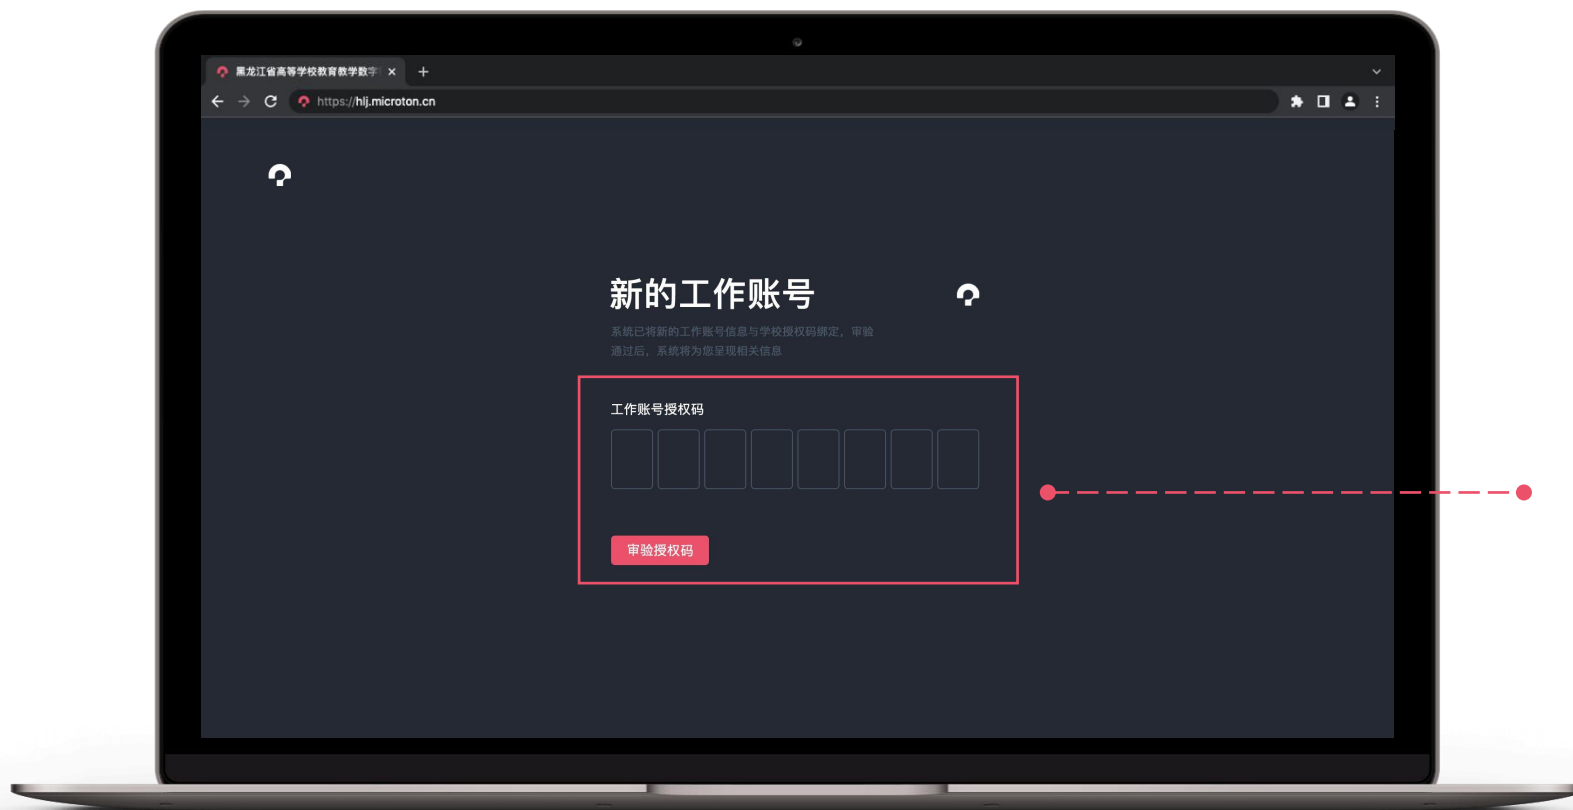 黑龙江省高等学校教育教学数字
https://hlj.microton.cn
新的工作账号
系统已将新的工作账号信息与学校授权码绑定，审验
通过后，系统将为您呈现相关信息
工作账号授权码
审验授权码